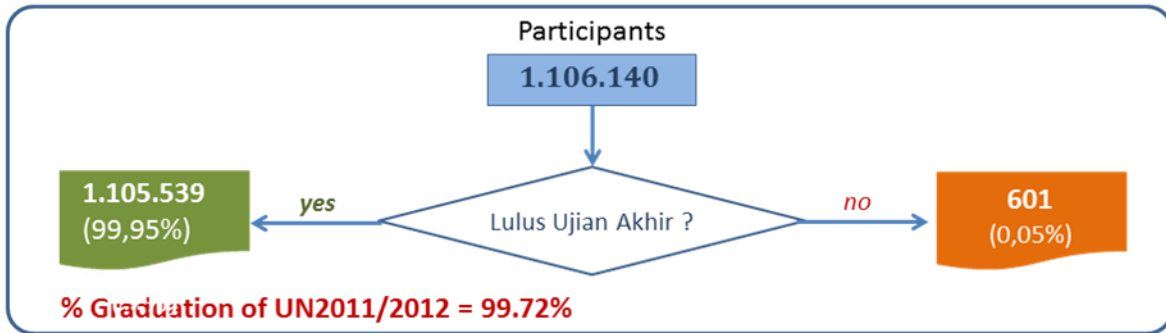 Participants
1.106.140
1.105.539
(99,95%)
yes
Lulus Ujian Akhir ?
no
601
(0,05%)
% Graduation of UN2011/2012 = 99.72%